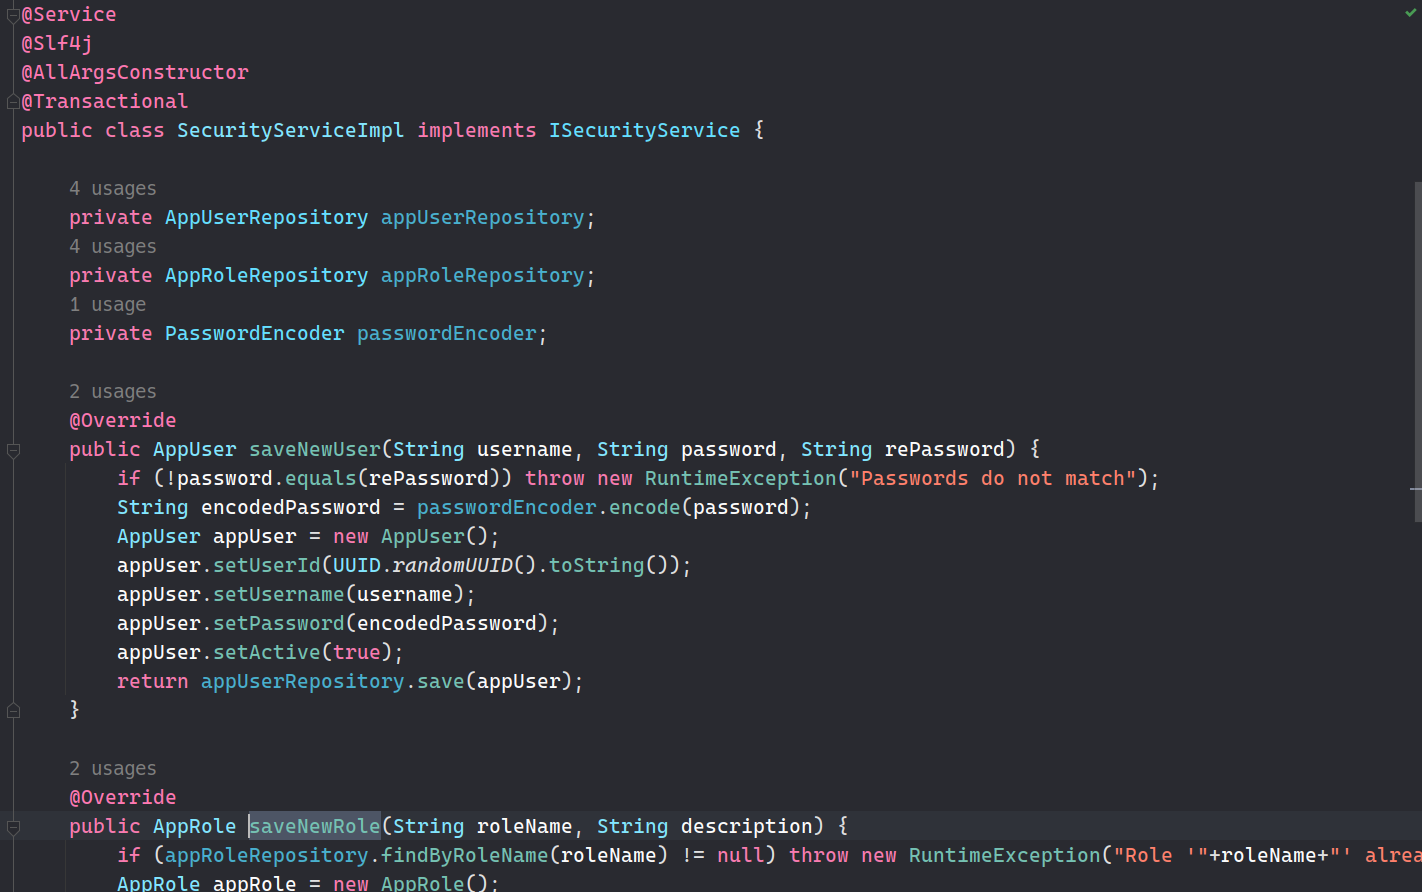 @Service
@Slf4j
@AllArgsConstructor
@Transactional
public class SecurityServiceImpl implements ISecurityService {
4 usages
private AppUserRepository appUserRepository;
4 usages
private AppRoleRepository appRoleRepository;
1 usage
private PasswordEncoder passwordEncoder;
2 usages
@Override
public AppUser saveNewUser(String username, String password, String rePassword) {
if (!password.equals(rePassword)) throw new RuntimeException("Passwords do not match");
String encodedPassword = passwordEncoder.encode(password);
AppUser appUser = new AppUser();
appUser.setUserId(UUID.randomUUID().toString());
appUser.setUsername(username);
appUser.setPassword(encodedPassword);
appUser.setActive(true);
return appUserRepository.save(appUser);
}
2 usages
@Override
public AppRole saveNewRole(String roleName, String description) {
if (appRoleRepository.findByRoleName(roleName) != null) throw new RuntimeException("Role '"+roleName+"' alrea
AppRole appRole = new AppRole();